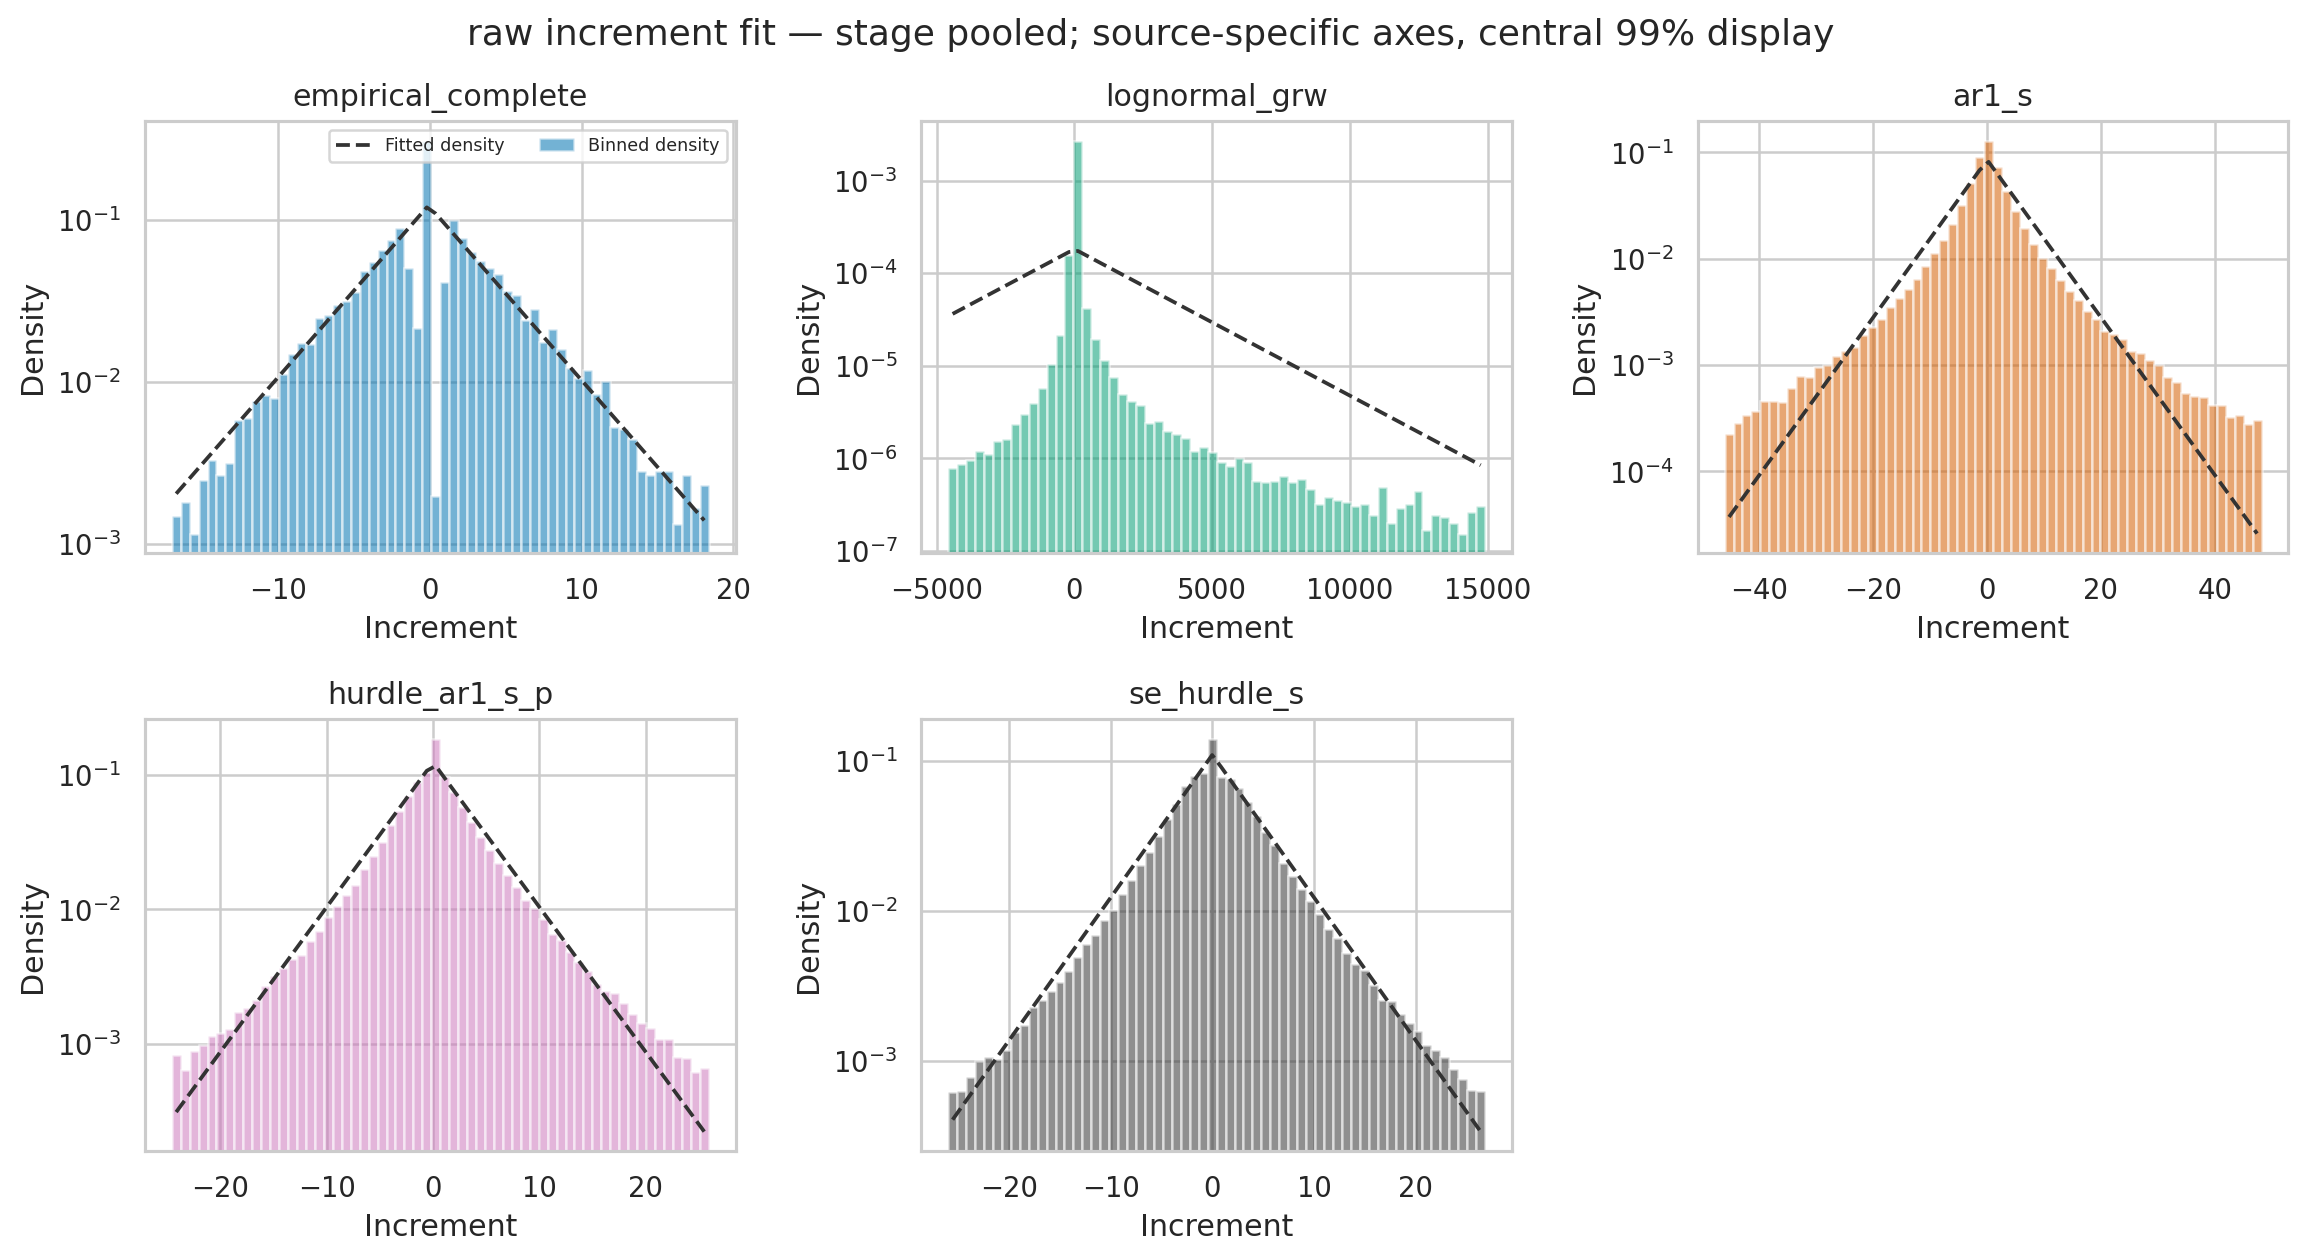 raw increment fit — stage pooled; source-specific axes, central 99% display
empirical_complete
Fitted density
Binned density
Density
10⁻¹
10⁻²
10⁻³
−10
0
10
20
Increment
lognormal_grw
Density
10⁻³
10⁻⁴
10⁻⁵
10⁻⁶
10⁻⁷
−5000
0
5000
10000
15000
Increment
ar1_s
Density
10⁻¹
10⁻²
10⁻³
10⁻⁴
−40
−20
0
20
40
Increment
hurdle_ar1_s_p
Density
10⁻¹
10⁻²
10⁻³
−20
−10
0
10
20
Increment
se_hurdle_s
Density
10⁻¹
10⁻²
10⁻³
−20
−10
0
10
20
Increment